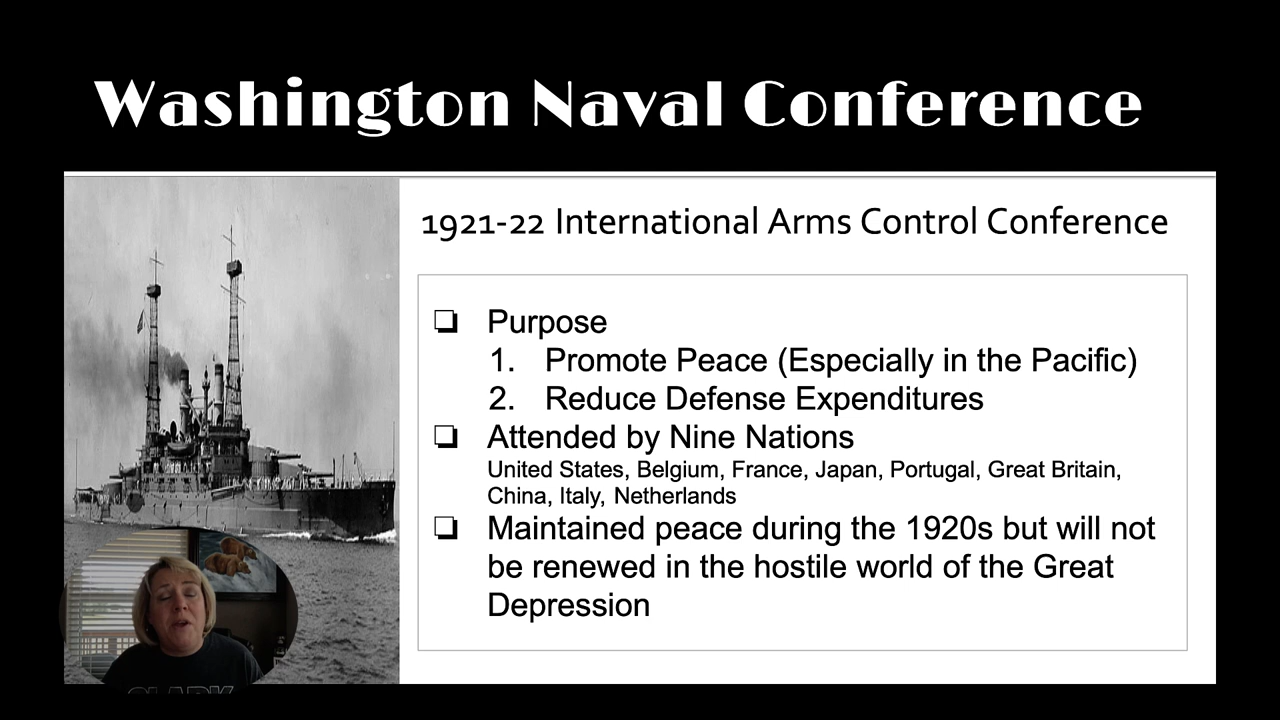 Washington Naval Conference
1921-22 International Arms Control Conference
❏ Purpose
1. Promote Peace (Especially in the Pacific)
2. Reduce Defense Expenditures
❏ Attended by Nine Nations
United States, Belgium, France, Japan, Portugal, Great Britain,
China, Italy, Netherlands
❏ Maintained peace during the 1920s but will not
be renewed in the hostile world of the Great
Depression